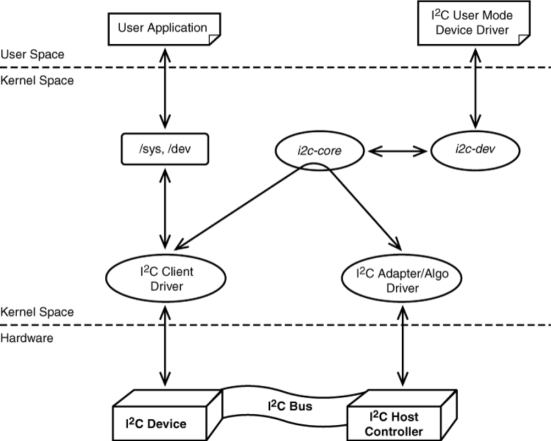 User Application
I²C User Mode
Device Driver
User Space
Kernel Space
/sys, /dev
i2c-core
i2c-dev
I²C Client
Driver
I²C Adapter/Algo
Driver
Kernel Space
Hardware
I²C Device
I²C Bus
I²C Host
Controller